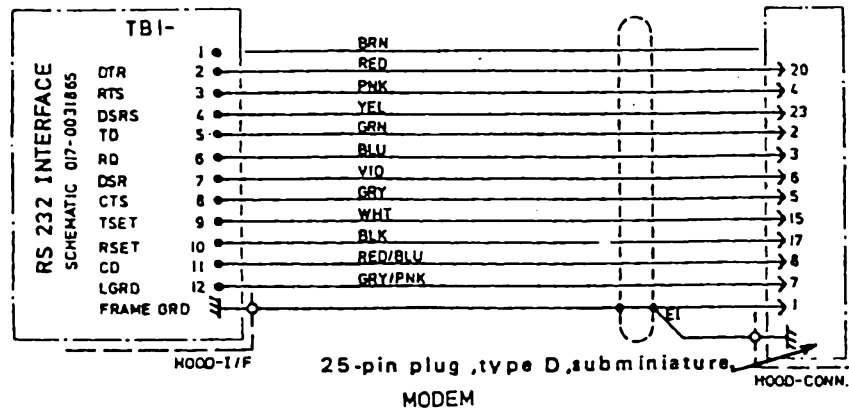 TB1-
RS 232 INTERFACE
SCHEMATIC 017-0031865
1 BRN
DTR 2 RED 20
RTS 3 PNK 4
DSRS 4 YEL 23
TD 5 GRN 2
RD 6 BLU 3
DSR 7 VIO 6
CTS 8 GRY 5
TSET 9 WHT 15
RSET 10 BLK 17
CD 11 RED/BLU 8
LGRD 12 GRY/PNK 7
FRAME GRD 1
E1
HOOD-I/F
25-pin plug ,type D,subminiature
HOOD-CONN.
MODEM